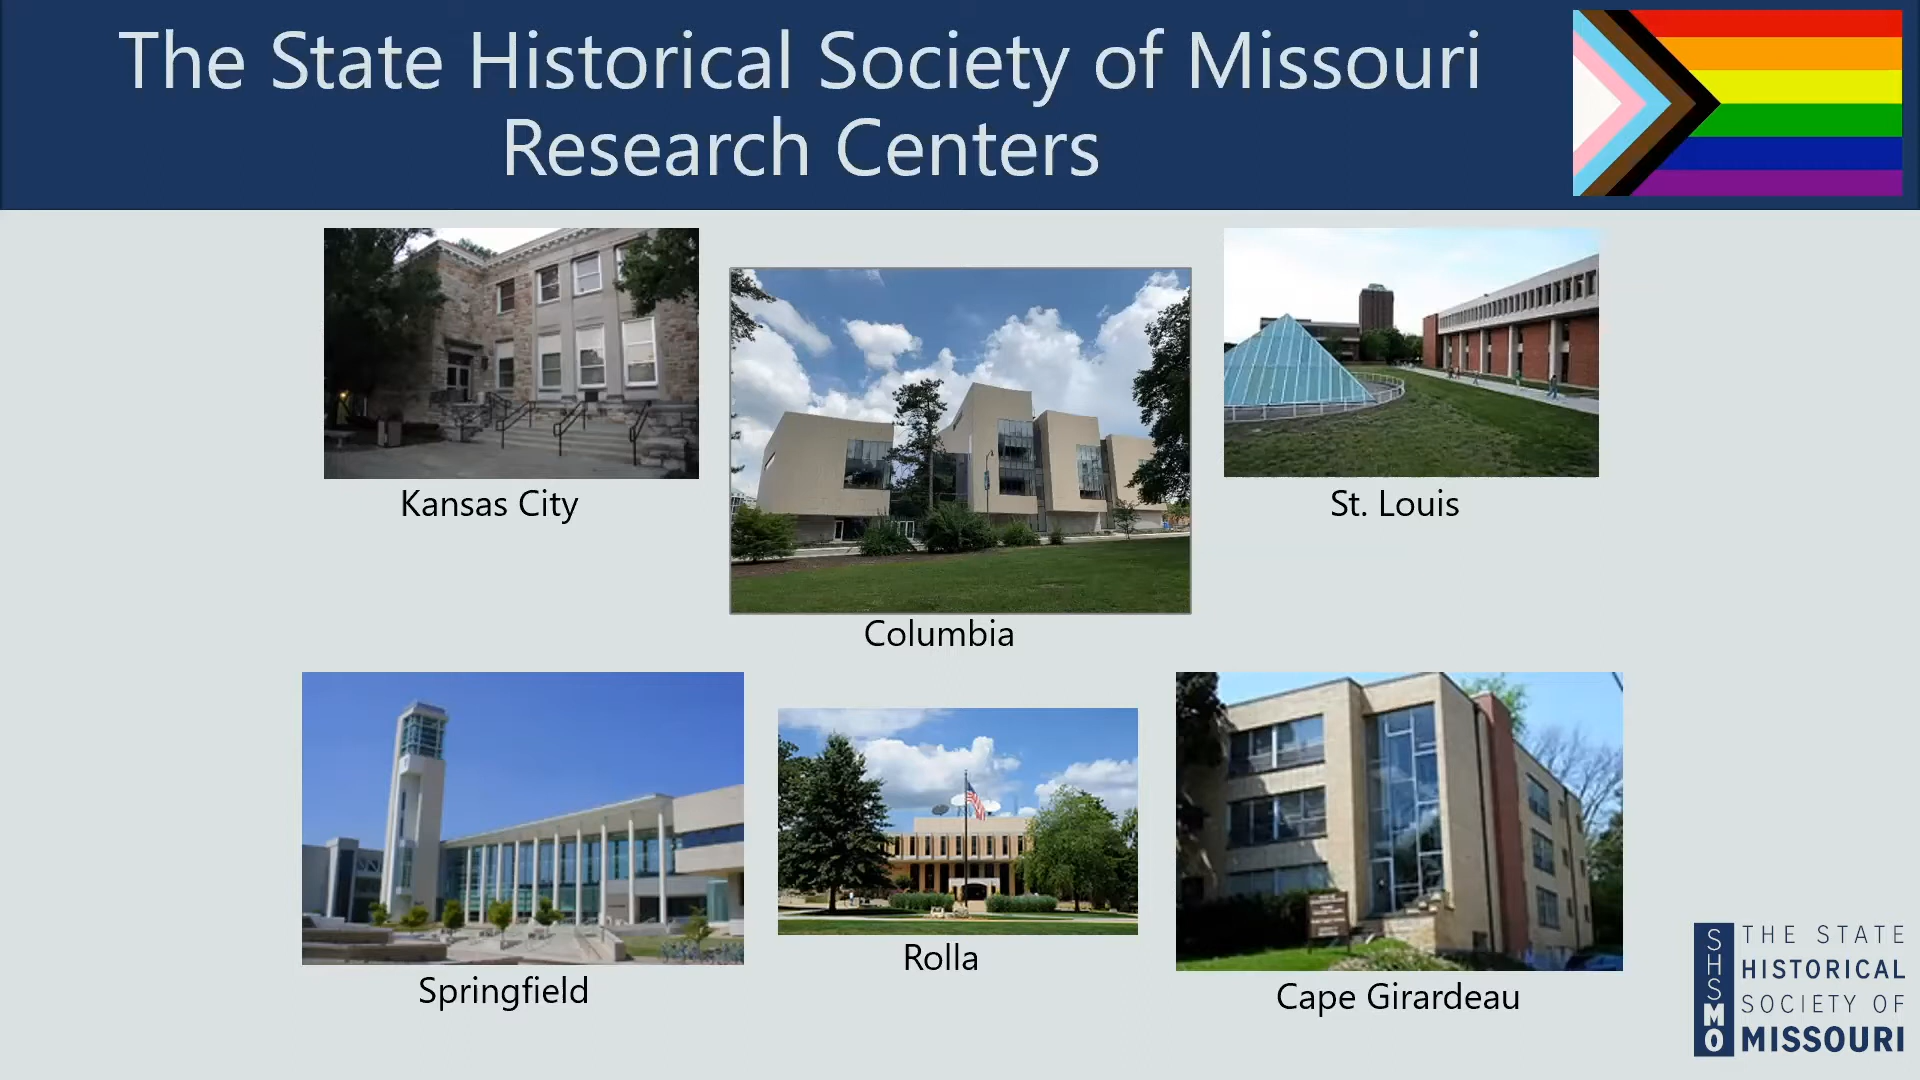 The State Historical Society of Missouri
Research Centers
Kansas City
St. Louis
Columbia
Springfield
Rolla
Cape Girardeau
SHSMO
THE STATE
HISTORICAL
SOCIETY OF
MISSOURI